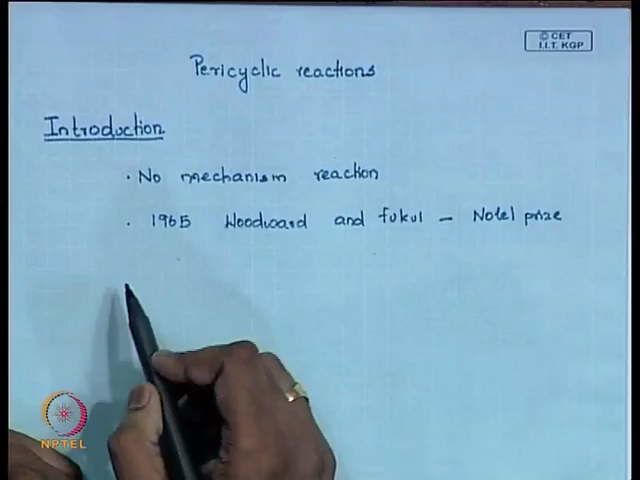 © CET
I.I.T. KGP
Pericyclic reactions
Introduction
· No mechanism reaction
· 1965 Woodward and fukui – Nobel prize
NPTEL